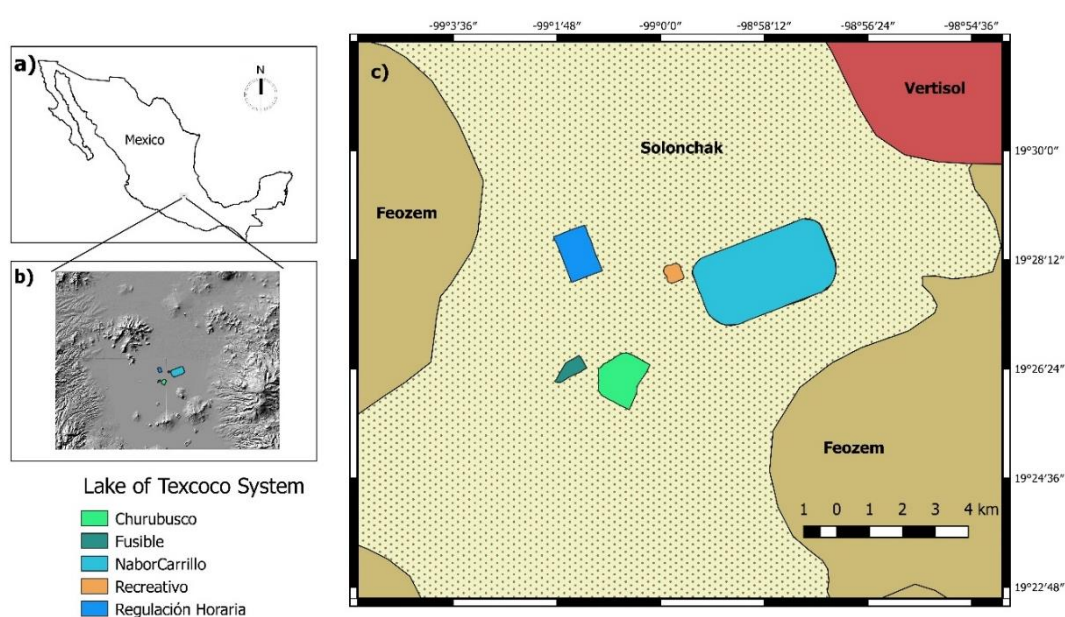 a)
N
Mexico
b)
Lake of Texcoco System
Churubusco
Fusible
NaborCarrillo
Recreativo
Regulación Horaria
-99°3′36″ -99°1′48″ -99°0′0″ -98°58′12″ -98°56′24″ -98°54′36″
c)
Vertisol
Solonchak
19°30′0″
Feozem
19°28′12″
19°26′24″
Feozem
19°24′36″
1 0 1 2 3 4 km
19°22′48″